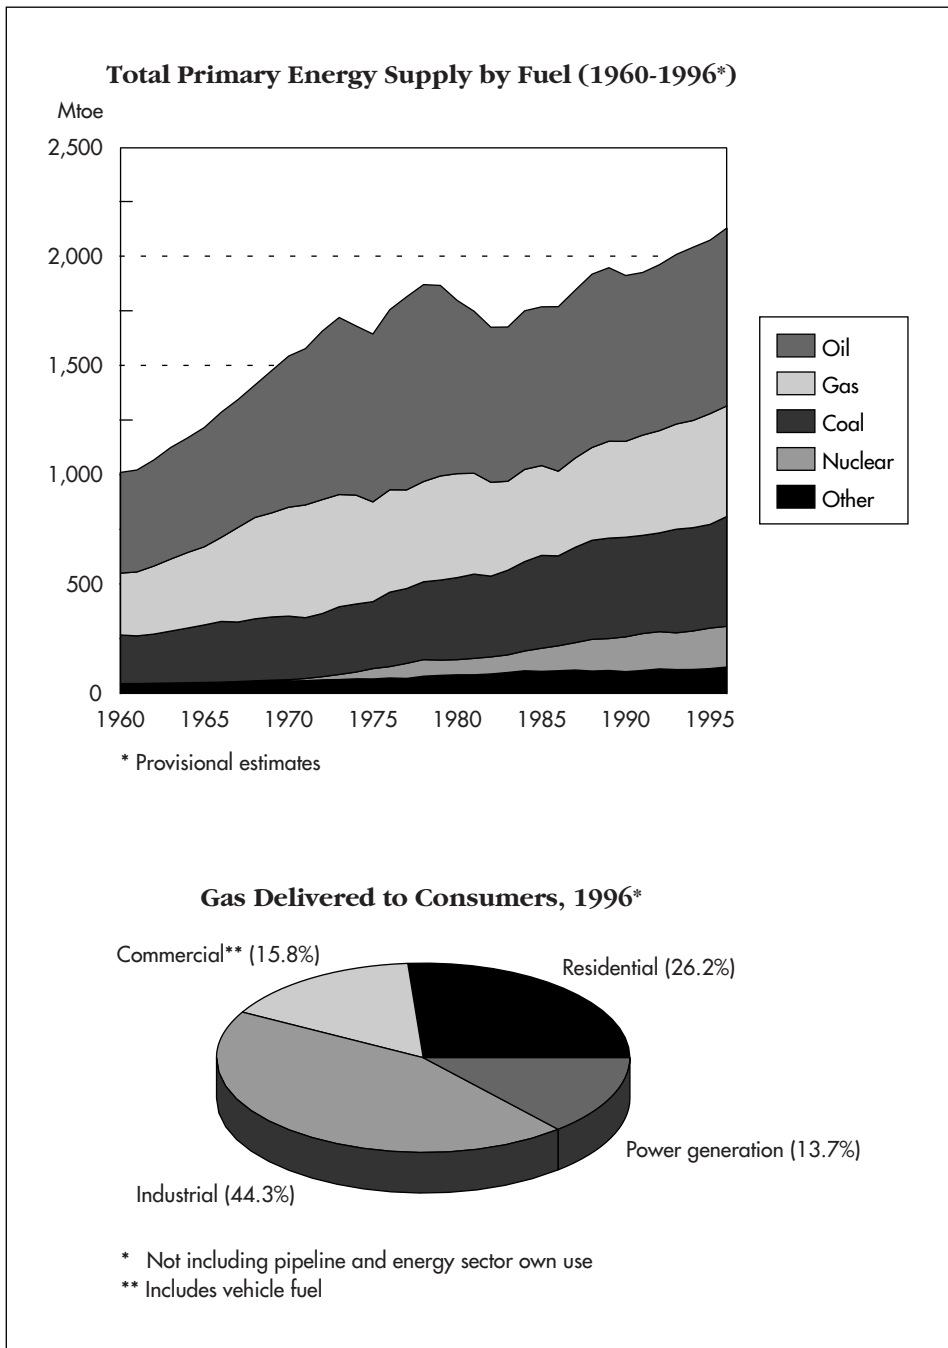 Total Primary Energy Supply by Fuel (1960-1996*)
Mtoe
2,500
2,000
1,500
1,000
500
0
1960 1965 1970 1975 1980 1985 1990 1995
Oil
Gas
Coal
Nuclear
Other
* Provisional estimates
Gas Delivered to Consumers, 1996*
Commercial** (15.8%)
Residential (26.2%)
Power generation (13.7%)
Industrial (44.3%)
* Not including pipeline and energy sector own use
** Includes vehicle fuel